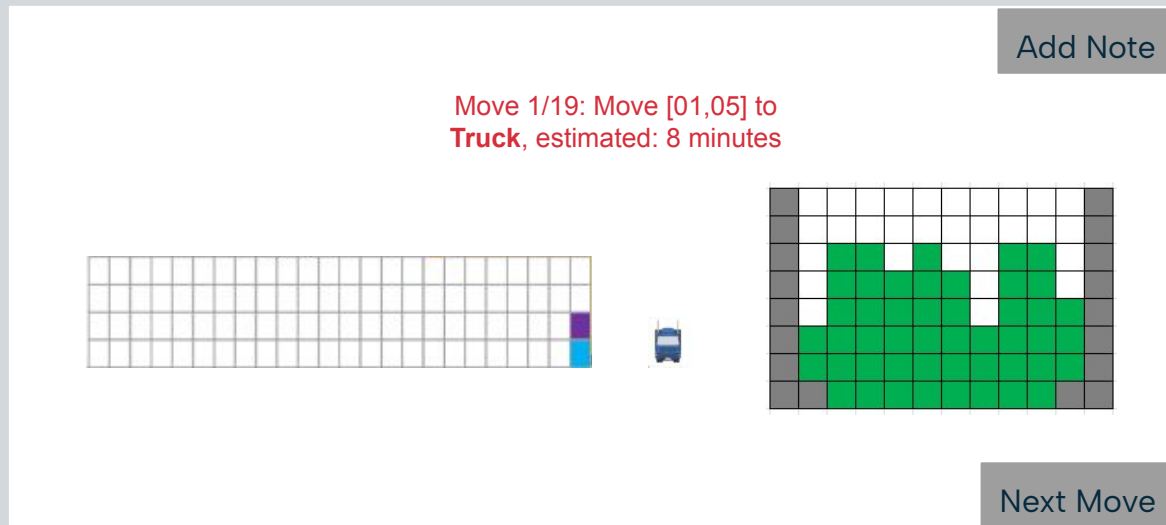 Add Note
Move 1/19: Move [01,05] to
Truck, estimated: 8 minutes
Next Move